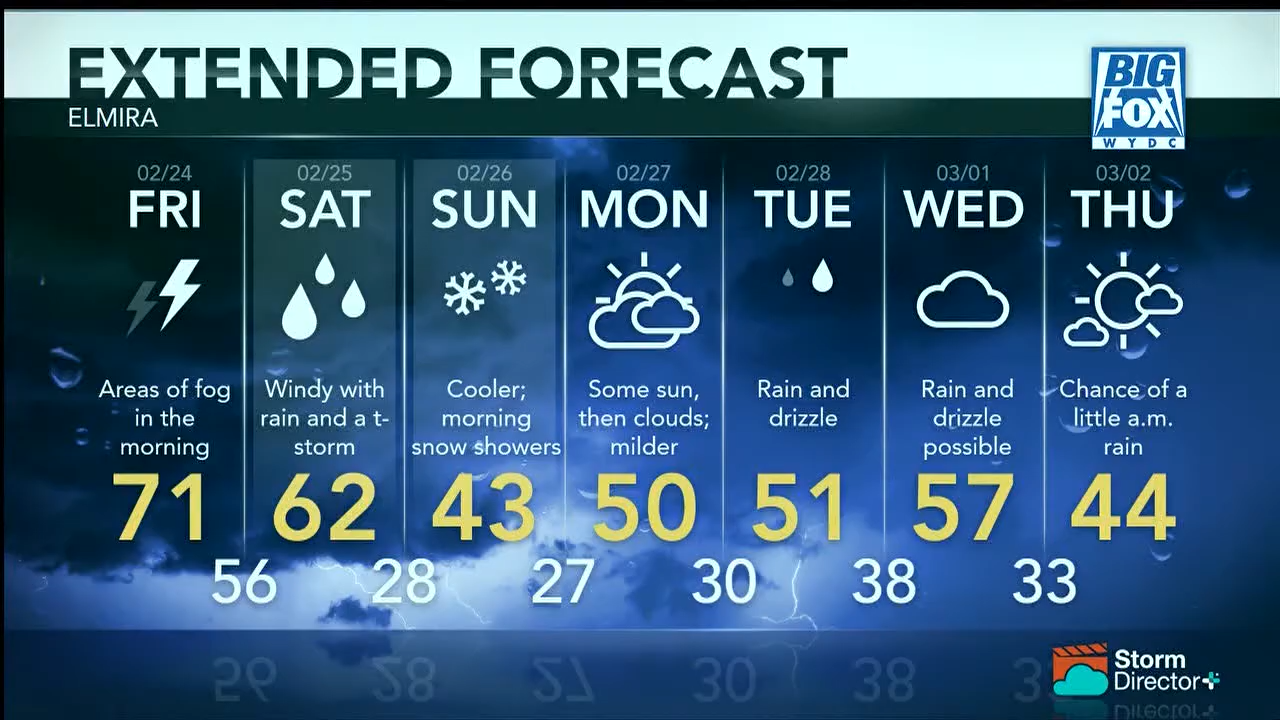 EXTENDED FORECAST
ELMIRA
BIG
FOX
WYDC
02/24
FRI
Areas of fog
in the
morning
71
02/25
SAT
Windy with
rain and a t-
storm
62
02/26
SUN
Cooler;
morning
snow showers
43
02/27
MON
Some sun,
then clouds;
milder
50
02/28
TUE
Rain and
drizzle
51
03/01
WED
Rain and
drizzle
possible
57
03/02
THU
Chance of a
little a.m.
rain
44
56 28 27 30 38 33
Storm
Director+